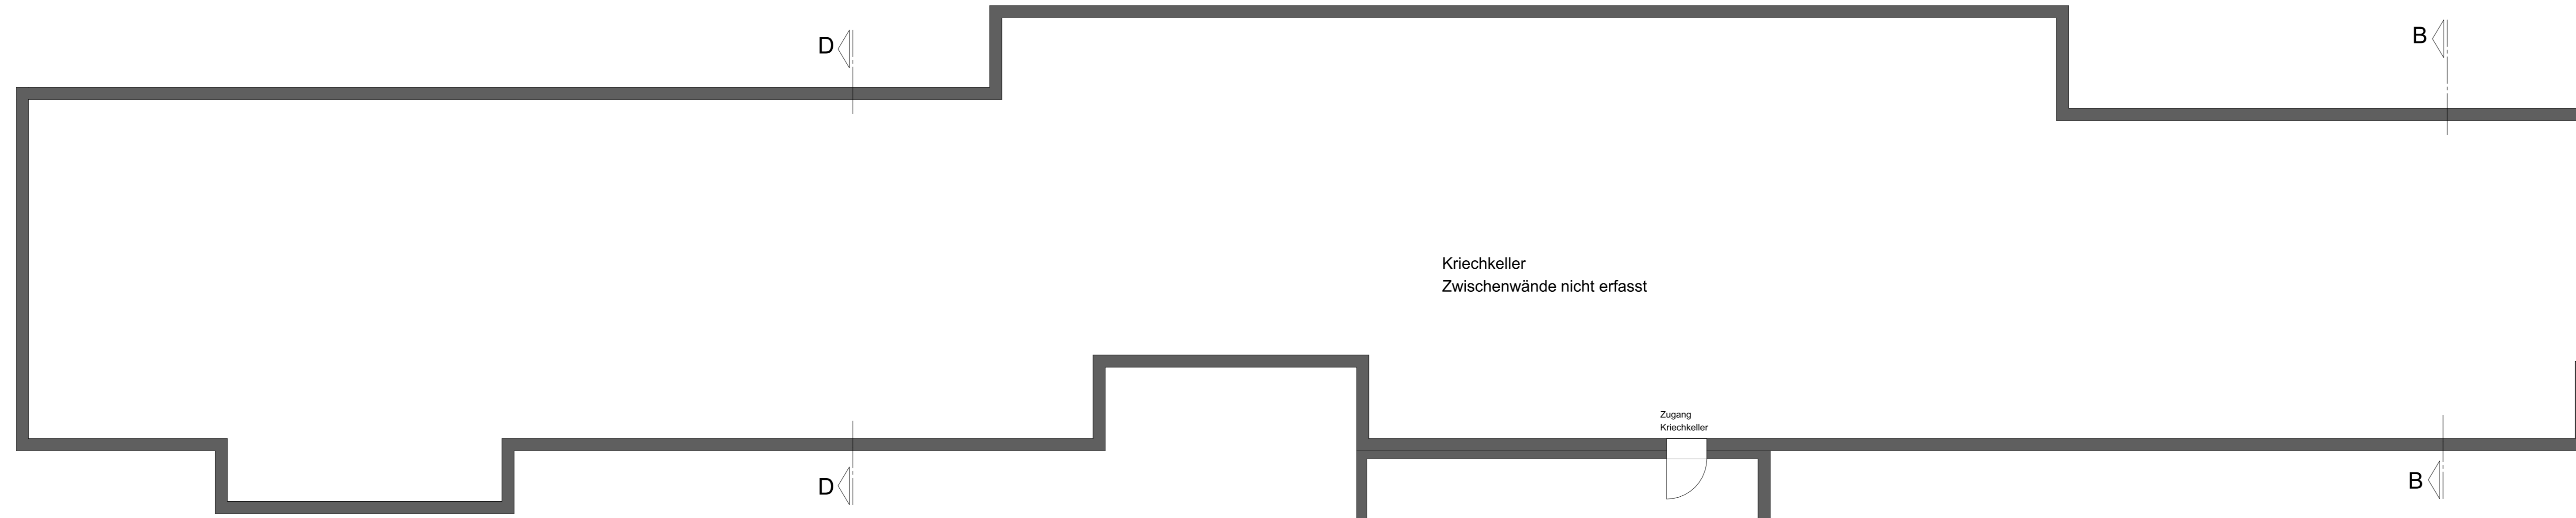 D
B
Kriechkeller
Zwischenwände nicht erfasst
Zugang
Kriechkeller
D
B